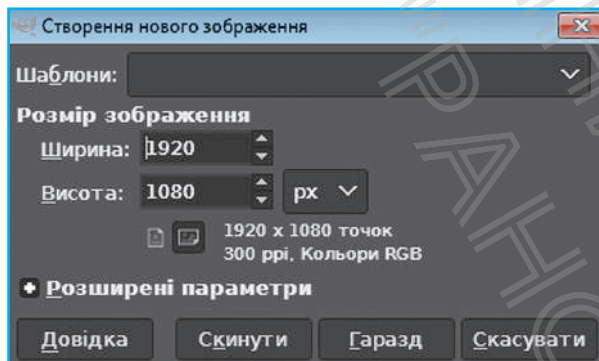 Створення нового зображення
Шаблони:
Розмір зображення
Ширина: 1920
Висота: 1080 px
1920 x 1080 точок
300 ppi, Кольори RGB
Розширені параметри
Довідка Скинути Гаразд Скасувати